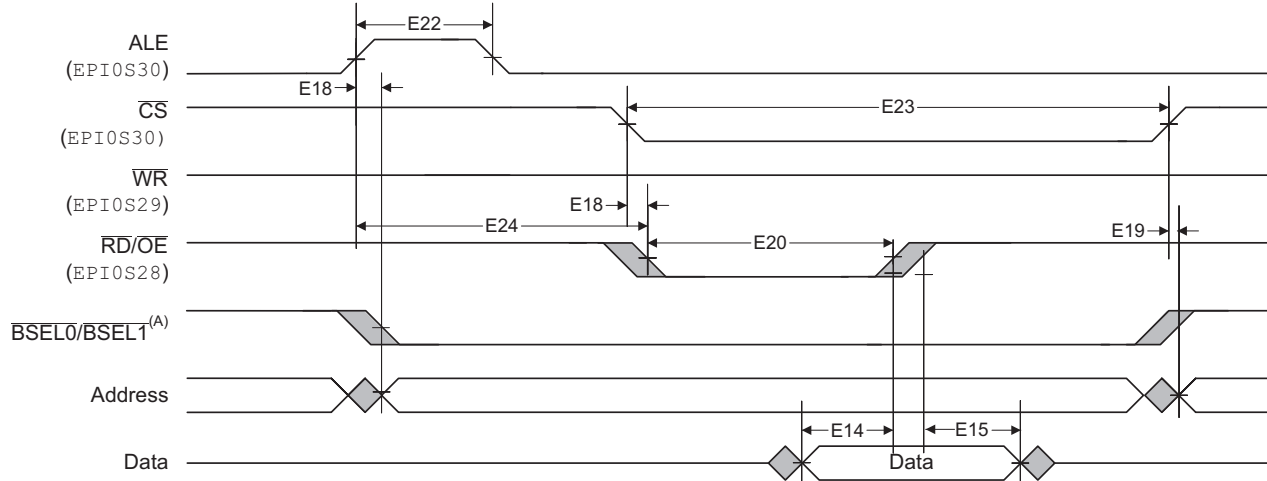 E22
ALE
(EPI0S30)
E18
CS
E23
(EPI0S30)
WR
(EPI0S29)
E18
E24
E19
RD/OE
E20
(EPI0S28)
BSEL0/BSEL1(A)
Address
E14
E15
Data
Data